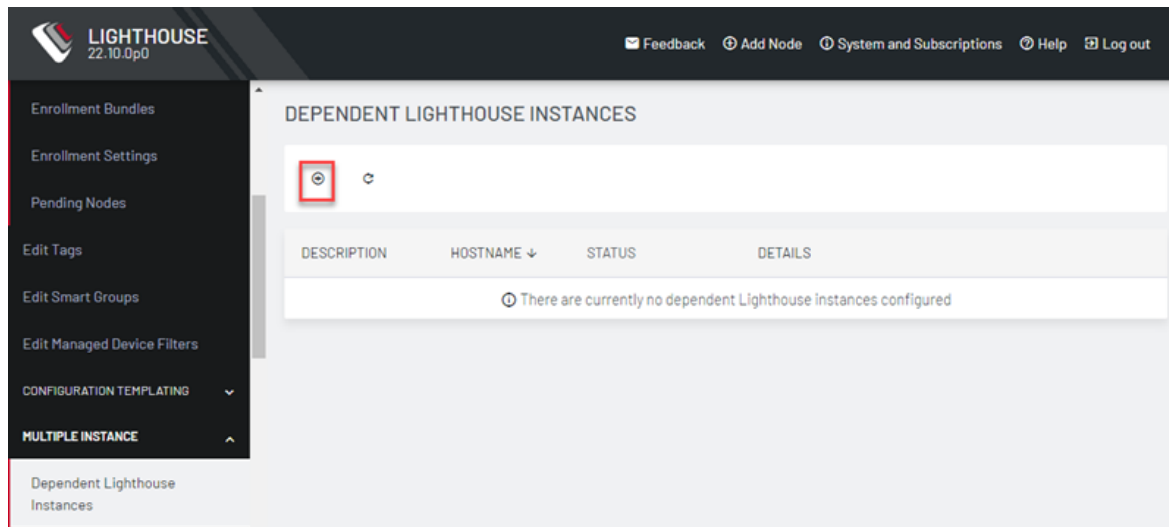 LIGHTHOUSE
22.10.0p0
Feedback Add Node System and Subscriptions Help Log out
Enrollment Bundles
Enrollment Settings
Pending Nodes
Edit Tags
Edit Smart Groups
Edit Managed Device Filters
CONFIGURATION TEMPLATING
MULTIPLE INSTANCE
Dependent Lighthouse
Instances
DEPENDENT LIGHTHOUSE INSTANCES
DESCRIPTION HOSTNAME STATUS DETAILS
There are currently no dependent Lighthouse instances configured